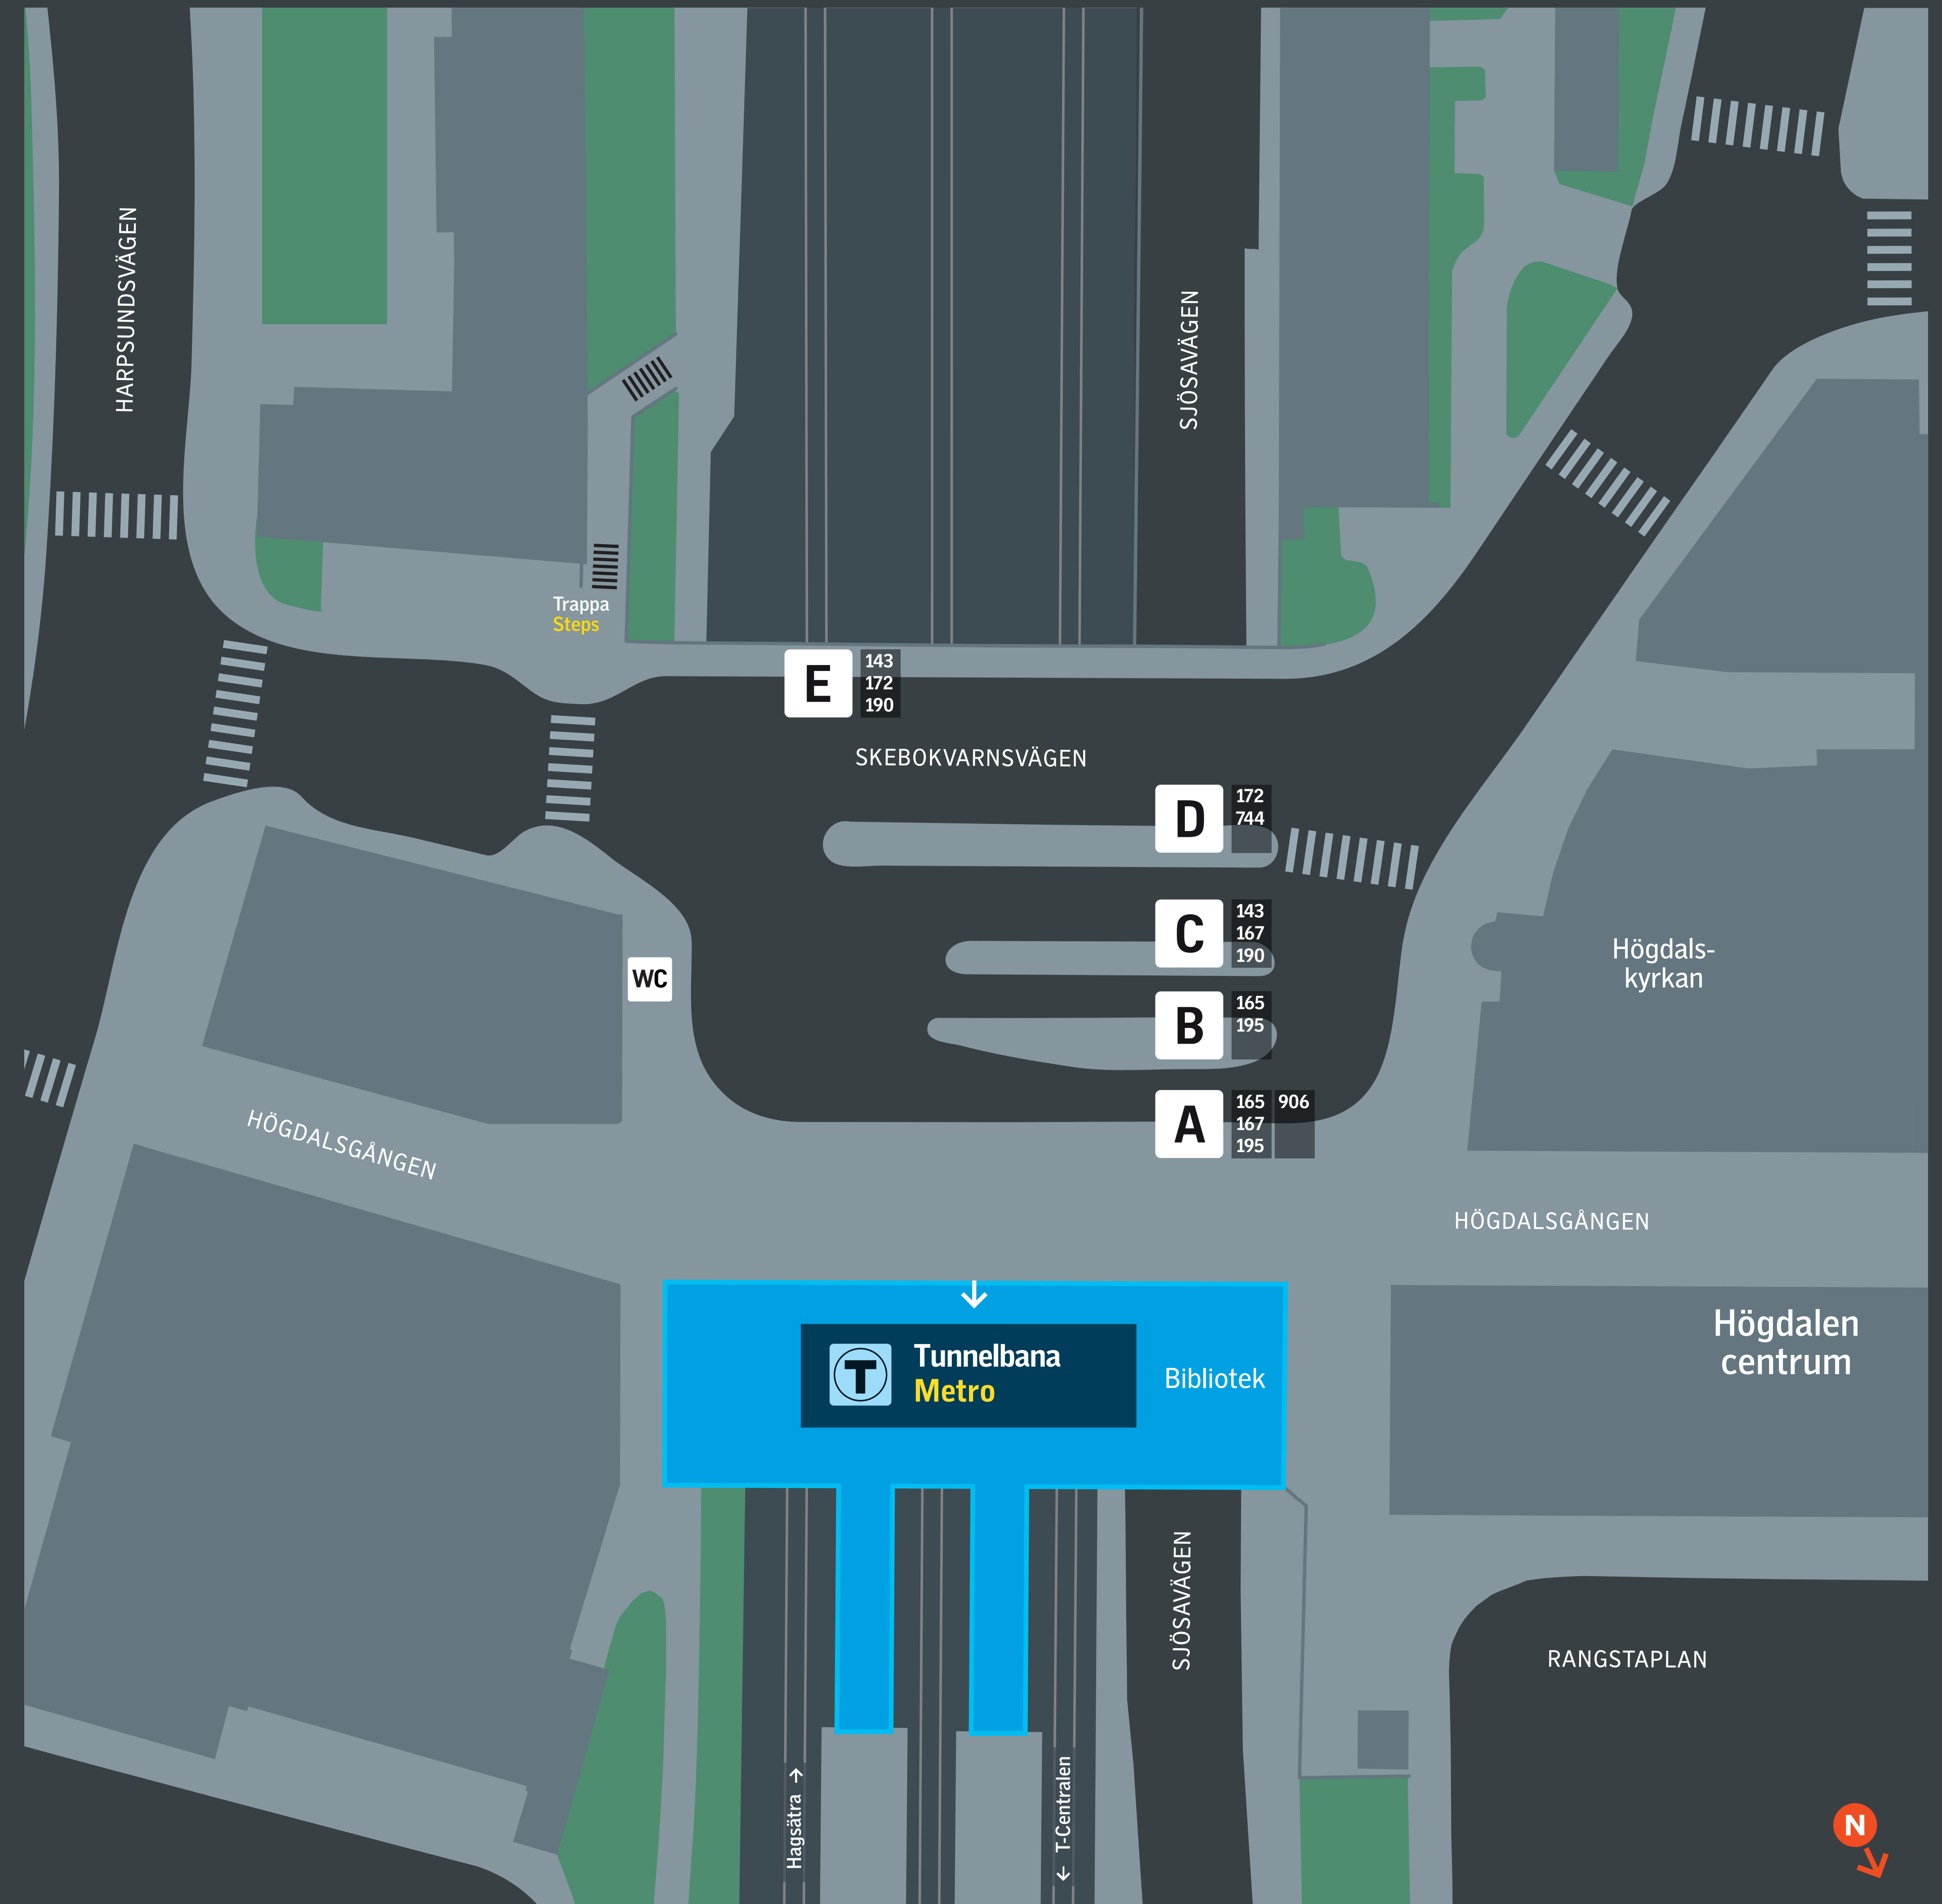 HARPSUNDSVÄGEN
SJÖSAVÄGEN
Trappa
Steps
E
143
172
190
SKEBOKVARNSVÄGEN
D
172
744
C
143
167
190
Högdals-
kyrkan
WC
B
165
195
A
165 906
167
195
HÖGDALSGÅNGEN
HÖGDALSGÅNGEN
T
Tunnelbana
Metro
Bibliotek
Högdalen
centrum
SJÖSAVÄGEN
RANGSTAPLAN
Hagsätra →
← T-Centralen
N